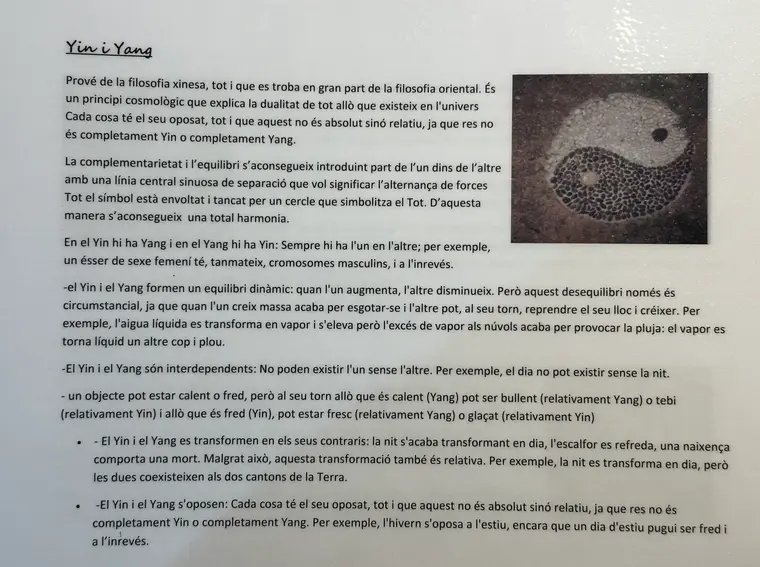 Yin i Yang
Prové de la filosofia xinesa, tot i que es troba en gran part de la filosofia oriental. És
un principi cosmològic que explica la dualitat de tot allò que existeix en l'univers
Cada cosa té el seu oposat, tot i que aquest no és absolut sinó relatiu, ja que res no
és completament Yin o completament Yang.
La complementarietat i l'equilibri s'aconsegueix introduint part de l'un dins de l'altre
amb una línia central sinuosa de separació que vol significar l'alternança de forces
Tot el símbol està envoltat i tancat per un cercle que simbolitza el Tot. D'aquesta
manera s'aconsegueix una total harmonia.
En el Yin hi ha Yang i en el Yang hi ha Yin: Sempre hi ha l'un en l'altre; per exemple,
un ésser de sexe femení té, tanmateix, cromosomes masculins, i a l'inrevés.
-el Yin i el Yang formen un equilibri dinàmic: quan l'un augmenta, l'altre disminueix. Però aquest desequilibri només és
circumstancial, ja que quan l'un creix massa acaba per esgotar-se i l'altre pot, al seu torn, reprendre el seu lloc i créixer. Per
exemple, l'aigua líquida es transforma en vapor i s'eleva però l'excés de vapor als núvols acaba per provocar la pluja: el vapor es
torna líquid un altre cop i plou.
-El Yin i el Yang són interdependents: No poden existir l'un sense l'altre. Per exemple, el dia no pot existir sense la nit.
- un objecte pot estar calent o fred, però al seu torn allò que és calent (Yang) pot ser bullent (relativament Yang) o tebi
(relativament Yin) i allò que és fred (Yin), pot estar fresc (relativament Yang) o glaçat (relativament Yin)
• - El Yin i el Yang es transformen en els seus contraris: la nit s'acaba transformant en dia, l'escalfor es refreda, una naixença
comporta una mort. Malgrat això, aquesta transformació també és relativa. Per exemple, la nit es transforma en dia, però
les dues coexisteixen als dos cantons de la Terra.
• -El Yin i el Yang s'oposen: Cada cosa té el seu oposat, tot i que aquest no és absolut sinó relatiu, ja que res no és
completament Yin o completament Yang. Per exemple, l'hivern s'oposa a l'estiu, encara que un dia d'estiu pugui ser fred i
a l'inrevés.